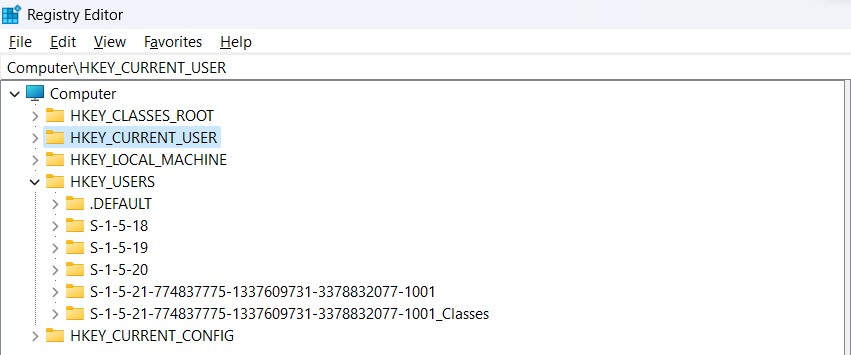 Registry Editor
File Edit View Favorites Help
Computer\HKEY_CURRENT_USER
Computer
HKEY_CLASSES_ROOT
HKEY_CURRENT_USER
HKEY_LOCAL_MACHINE
HKEY_USERS
.DEFAULT
S-1-5-18
S-1-5-19
S-1-5-20
S-1-5-21-774837775-1337609731-3378832077-1001
S-1-5-21-774837775-1337609731-3378832077-1001_Classes
HKEY_CURRENT_CONFIG